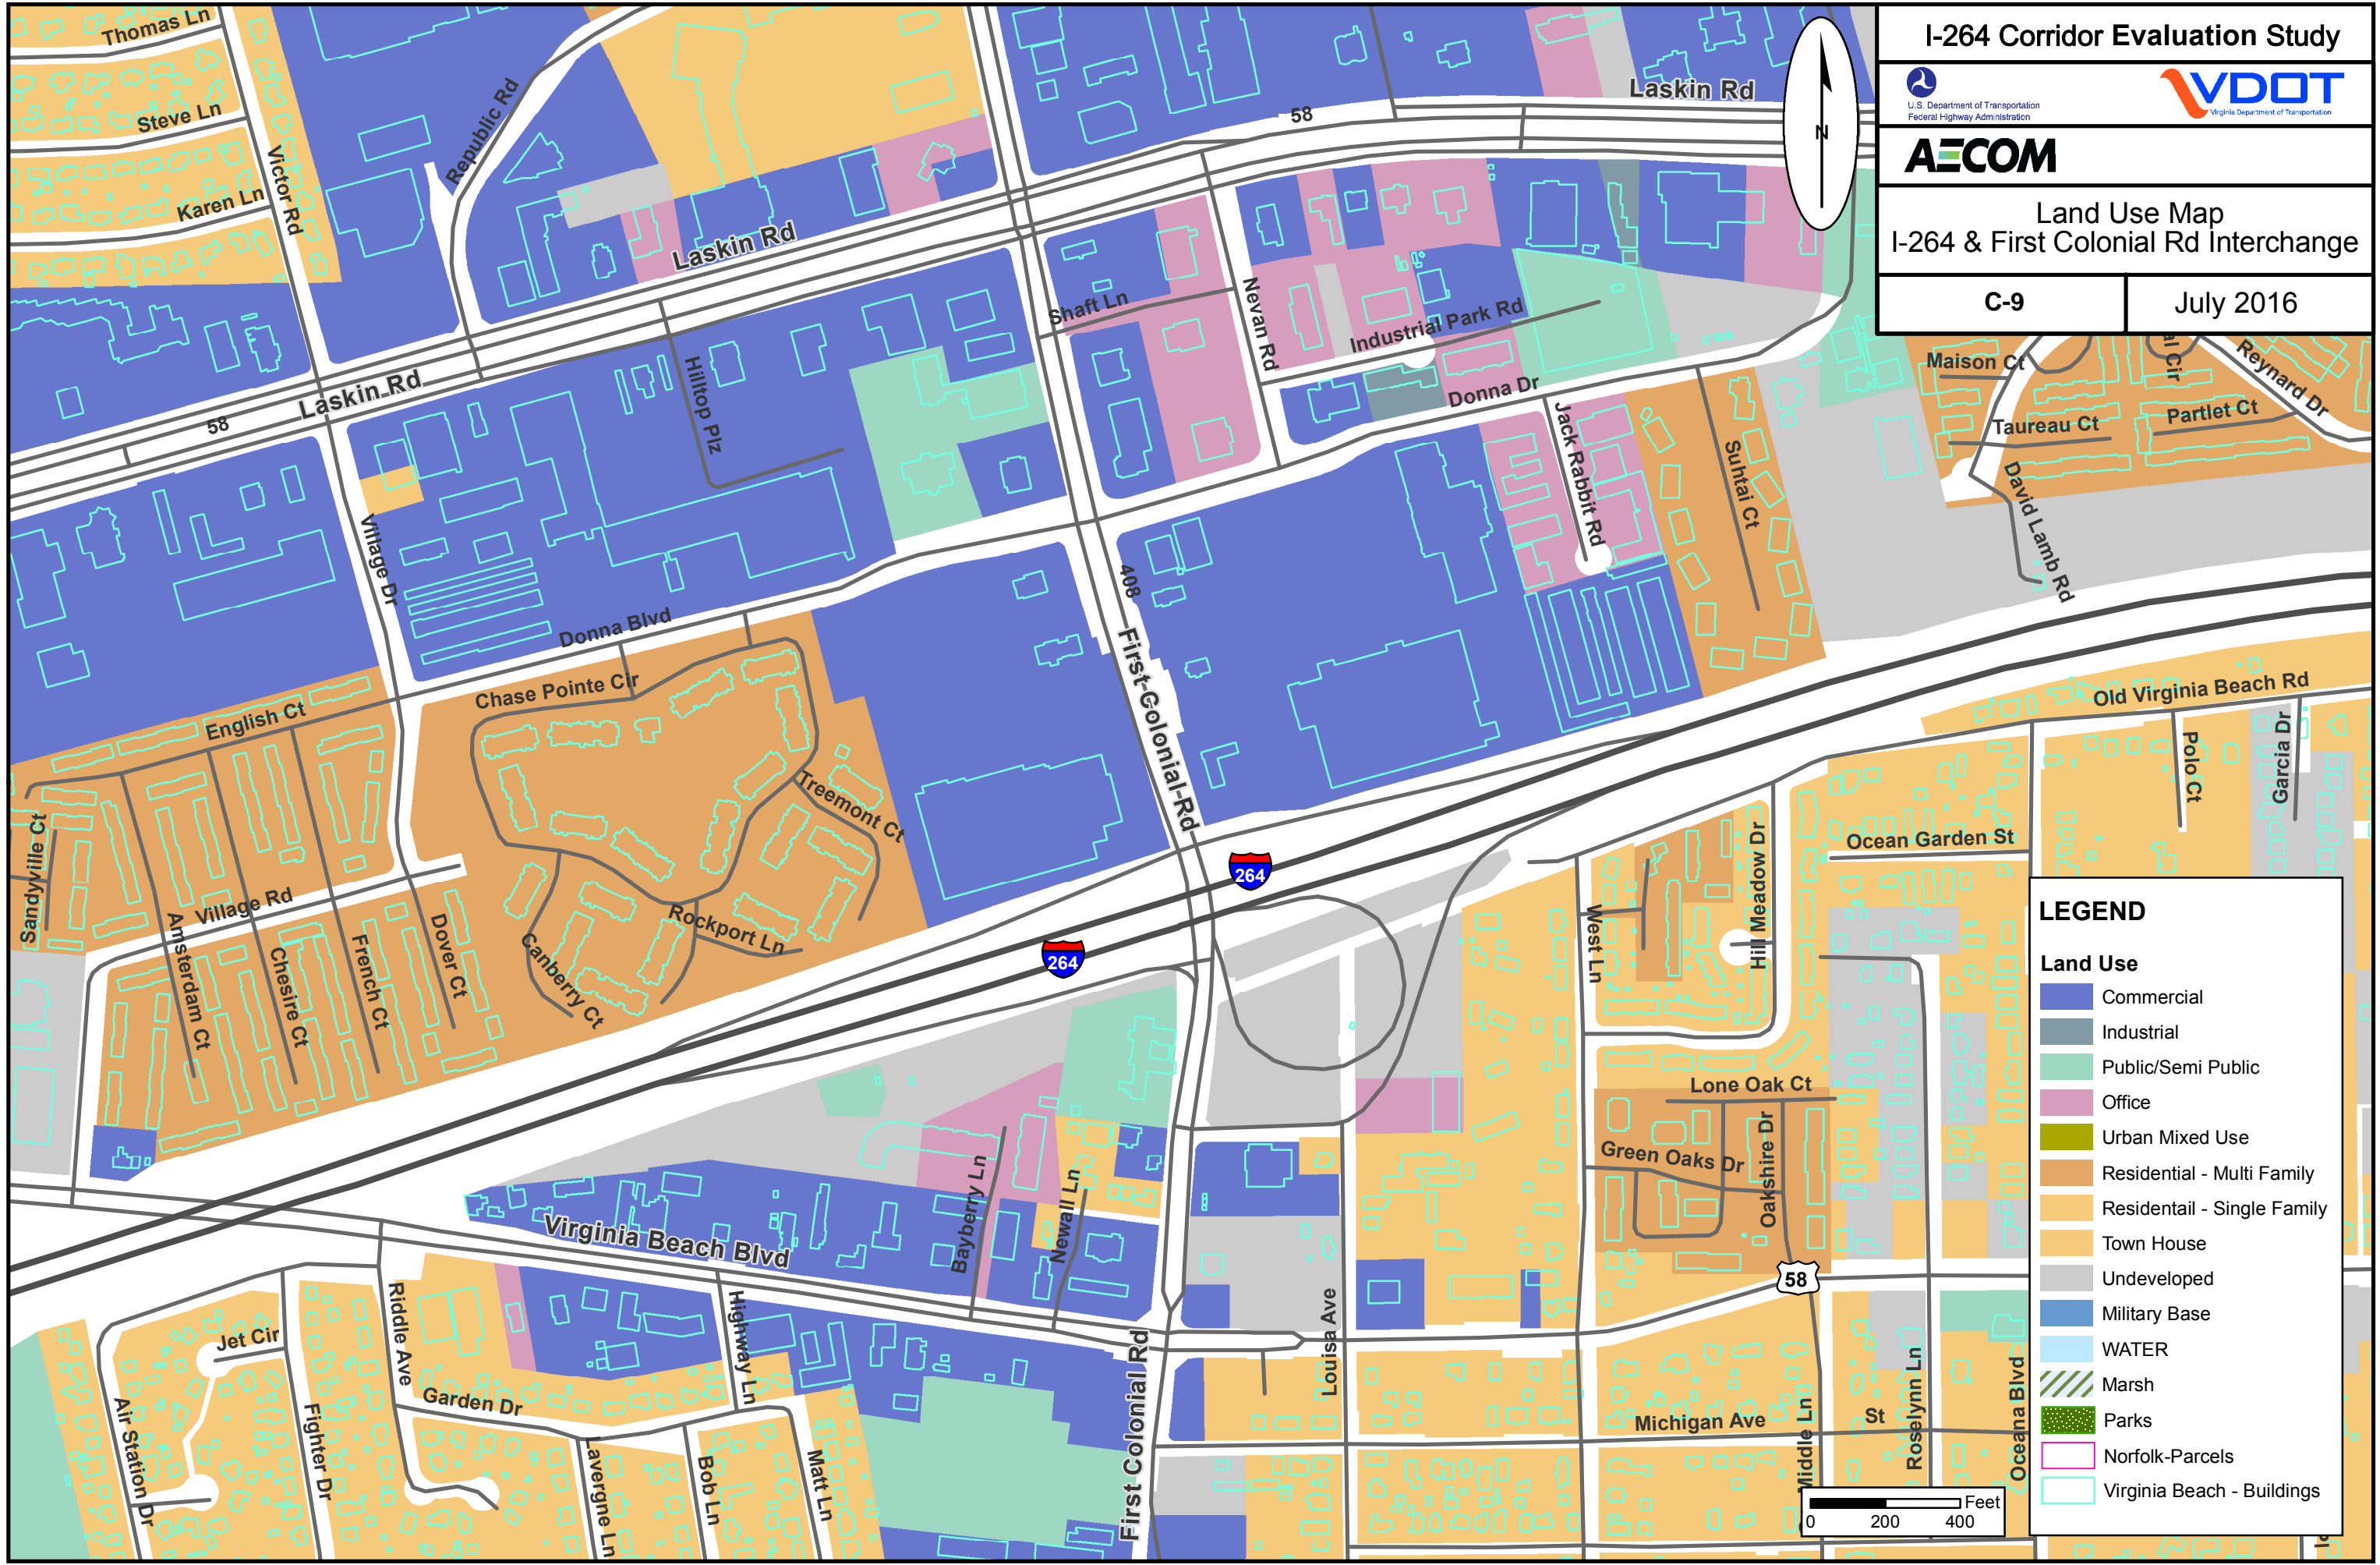 I-264 Corridor Evaluation Study
U.S. Department of Transportation
Federal Highway Administration
VDOT
Virginia Department of Transportation
AECOM
Land Use Map
I-264 & First Colonial Rd Interchange
C-9
July 2016
N
Thomas Ln
Steve Ln
Karen Ln
Victor Rd
Republic Rd
Laskin Rd
58
Laskin Rd
Laskin Rd
58
Hilltop Plz
Shaft Ln
Nevan Rd
Industrial Park Rd
Donna Dr
Jack Rabbit Rd
Suhtai Ct
Maison Ct
al Cir
Reynard Dr
Partlet Ct
Taureau Ct
David Lamb Rd
Village Dr
Donna Blvd
408
First Colonial Rd
English Ct
Chase Pointe Cir
Treemont Ct
Rockport Ln
Canberry Ct
Sandyville Ct
Village Rd
Amsterdam Ct
Chesire Ct
French Ct
Dover Ct
264
264
Old Virginia Beach Rd
Polo Ct
Garcia Dr
Ocean Garden St
Hill Meadow Dr
West Ln
Lone Oak Ct
Green Oaks Dr
Oakshire Dr
58
Virginia Beach Blvd
Bayberry Ln
Newall Ln
Louisa Ave
Jet Cir
Riddle Ave
Highway Ln
Garden Dr
Air Station Dr
Fighter Dr
Lavergne Ln
Bob Ln
Matt Ln
First Colonial Rd
Michigan Ave
Middle Ln
St
Roselynn Ln
Oceana Blvd
LEGEND
Land Use
Commercial
Industrial
Public/Semi Public
Office
Urban Mixed Use
Residential - Multi Family
Residentail - Single Family
Town House
Undeveloped
Military Base
WATER
Marsh
Parks
Norfolk-Parcels
Virginia Beach - Buildings
Feet
0 200 400